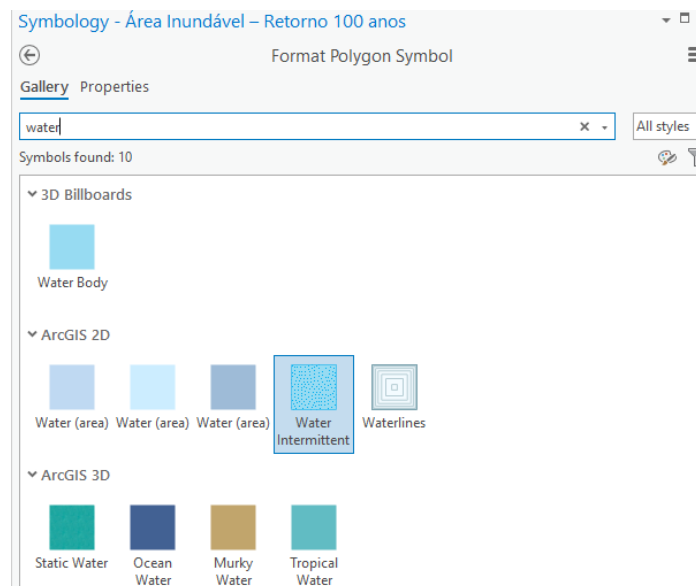 Symbology - Área Inundável – Retorno 100 anos
Format Polygon Symbol
Gallery Properties
water
All styles
Symbols found: 10
3D Billboards
Water Body
ArcGIS 2D
Water (area) Water (area) Water (area) Water Intermittent Waterlines
ArcGIS 3D
Static Water Ocean Water Murky Water Tropical Water